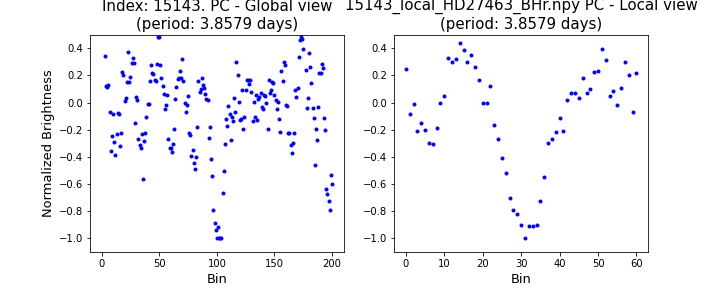 Index: 15143. PC - Global view
(period: 3.8579 days)
15143_local_HD27463_BHr.npy PC - Local view
(period: 3.8579 days)
Normalized Brightness
0.4
0.2
0.0
−0.2
−0.4
−0.6
−0.8
−1.0
0 50 100 150 200
Bin
0.4
0.2
0.0
−0.2
−0.4
−0.6
−0.8
−1.0
0 10 20 30 40 50 60
Bin